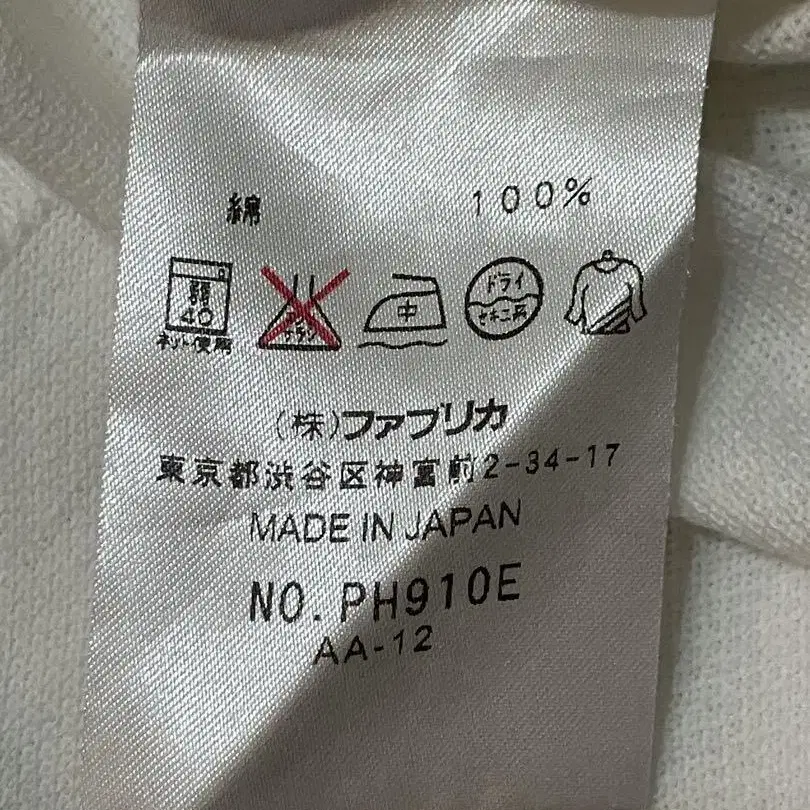 綿 100%
弱
40
ネット使用
中
ドライ
セキユ系
(株)ファブリカ
東京都渋谷区神宮前2-34-17
MADE IN JAPAN
NO. PH910E
AA-12